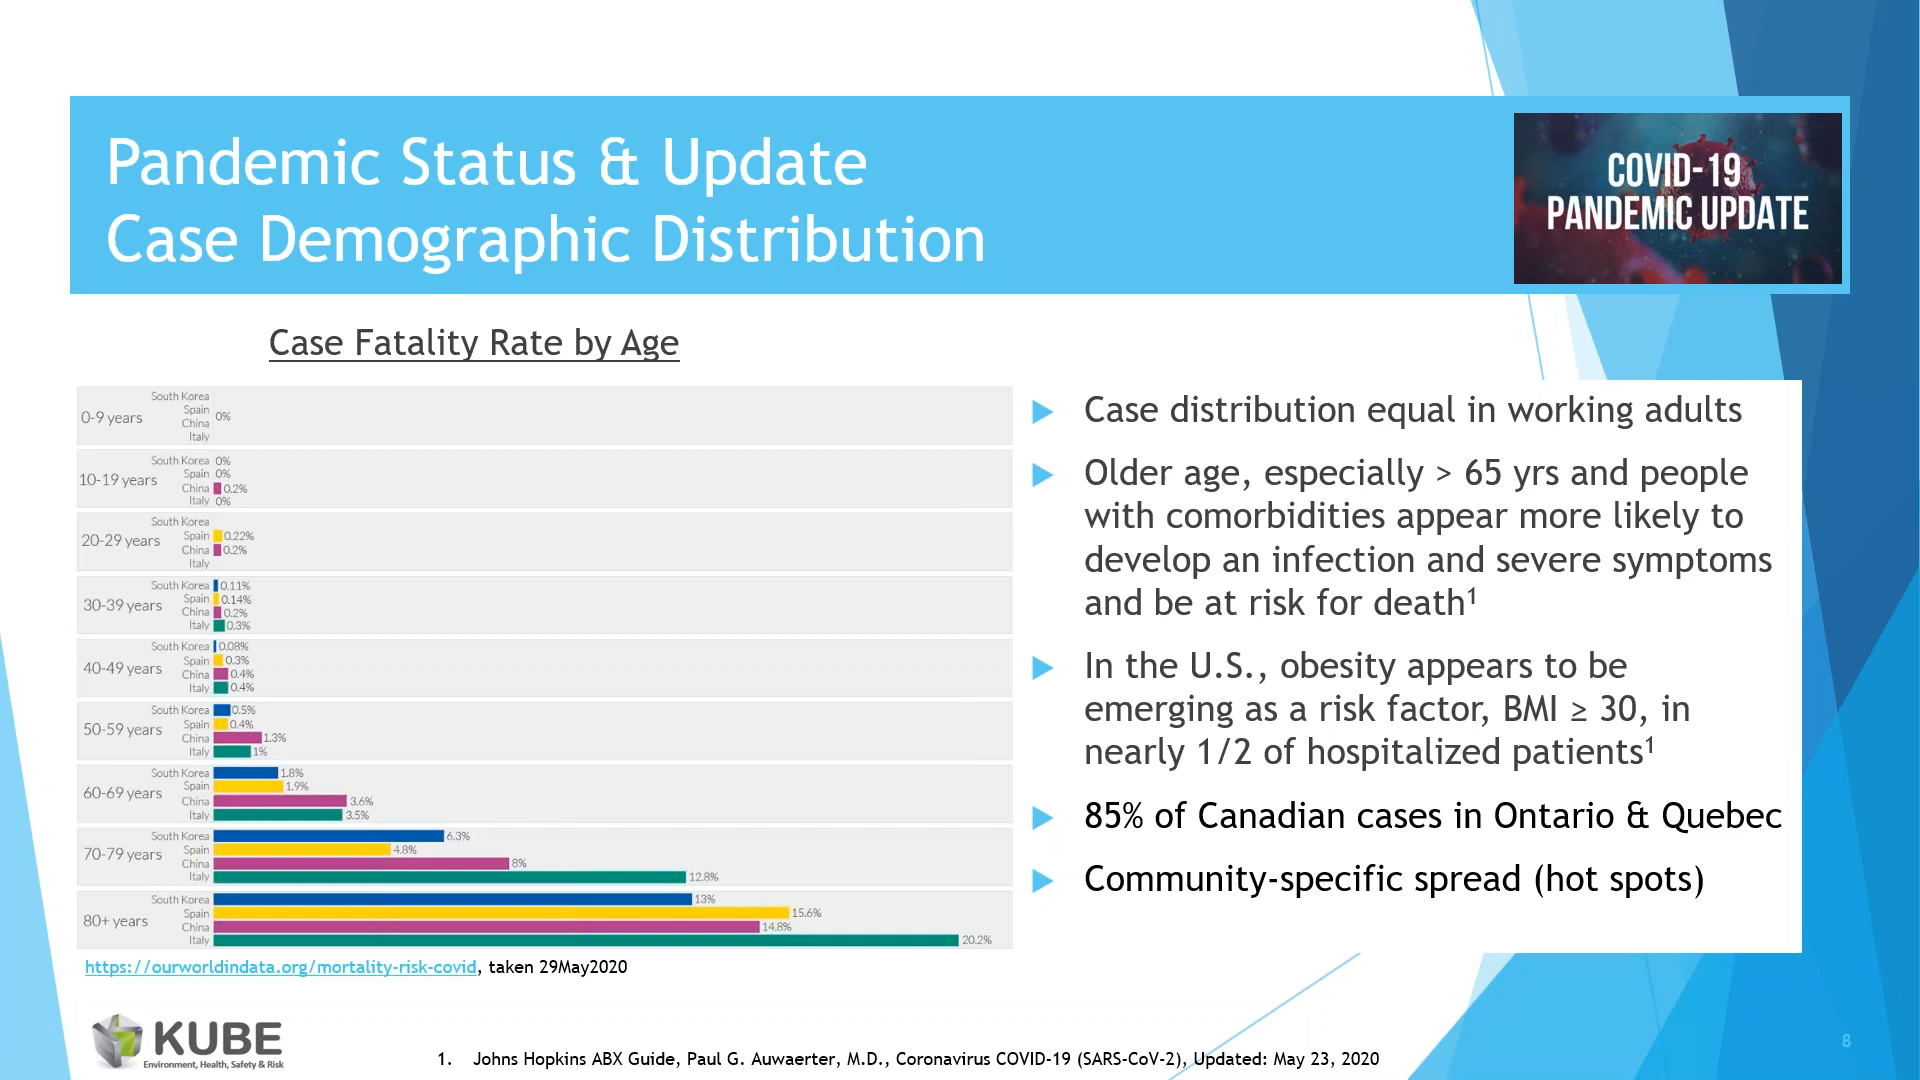 Pandemic Status & Update
Case Demographic Distribution
COVID-19
PANDEMIC UPDATE
Case Fatality Rate by Age
0-9 years
South Korea
Spain
China
Italy
0%
10-19 years
South Korea 0%
Spain 0%
China 0.2%
Italy 0%
20-29 years
South Korea
Spain 0.22%
China 0.2%
Italy
30-39 years
South Korea 0.11%
Spain 0.14%
China 0.2%
Italy 0.3%
40-49 years
South Korea 0.08%
Spain 0.3%
China 0.4%
Italy 0.4%
50-59 years
South Korea 0.5%
Spain 0.4%
China 1.3%
Italy 1%
60-69 years
South Korea 1.8%
Spain 1.9%
China 3.6%
Italy 3.5%
70-79 years
South Korea 6.3%
Spain 4.8%
China 8%
Italy 12.8%
80+ years
South Korea 13%
Spain 15.6%
China 14.8%
Italy 20.2%
https://ourworldindata.org/mortality-risk-covid, taken 29May2020
Case distribution equal in working adults
Older age, especially > 65 yrs and people
with comorbidities appear more likely to
develop an infection and severe symptoms
and be at risk for death¹
In the U.S., obesity appears to be
emerging as a risk factor, BMI ≥ 30, in
nearly 1/2 of hospitalized patients¹
85% of Canadian cases in Ontario & Quebec
Community-specific spread (hot spots)
KUBE
Environment, Health, Safety & Risk
1. Johns Hopkins ABX Guide, Paul G. Auwaerter, M.D., Coronavirus COVID-19 (SARS-CoV-2), Updated: May 23, 2020
8